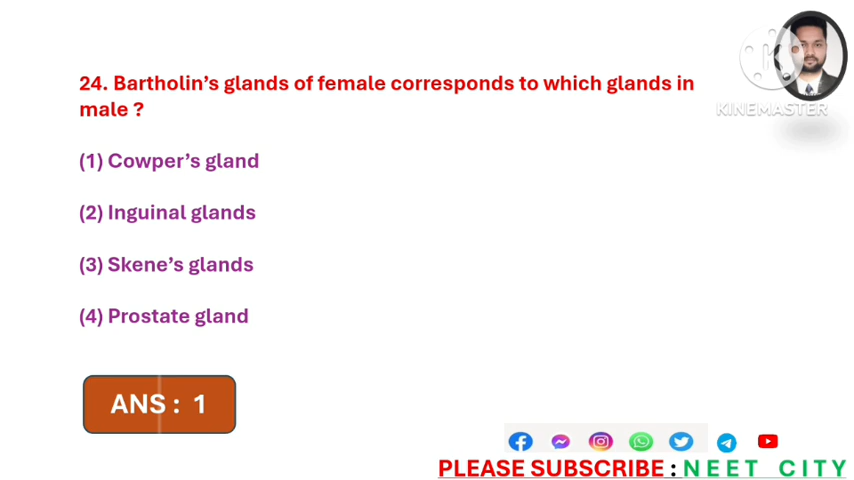 24. Bartholin’s glands of female corresponds to which glands in
male ?
(1) Cowper’s gland
(2) Inguinal glands
(3) Skene’s glands
(4) Prostate gland
ANS : 1
KINEMASTER
PLEASE SUBSCRIBE : NEET CITY